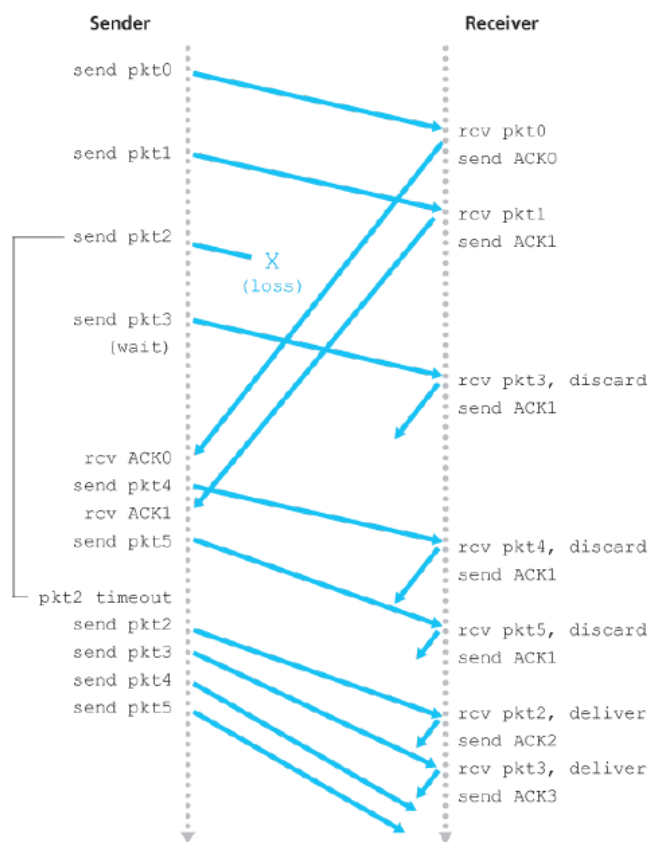 Sender
Receiver
send pkt0
rcv pkt0
send ACK0
send pkt1
rcv pkt1
send ACK1
send pkt2
X
(loss)
send pkt3
(wait)
rcv pkt3, discard
send ACK1
rcv ACK0
send pkt4
rcv ACK1
send pkt5
rcv pkt4, discard
send ACK1
pkt2 timeout
send pkt2
send pkt3
send pkt4
send pkt5
rcv pkt5, discard
send ACK1
rcv pkt2, deliver
send ACK2
rcv pkt3, deliver
send ACK3